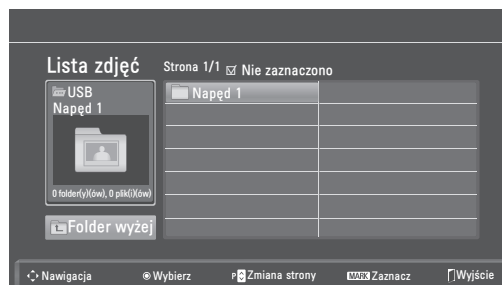 Lista zdjęć
Strona 1/1 ☑ Nie zaznaczono
USB
Napęd 1
0 folder(y)(ów), 0 plik(i)(ów)
Folder wyżej
Napęd 1
Nawigacja ◉ Wybierz P Zmiana strony MARK Zaznacz Wyjście